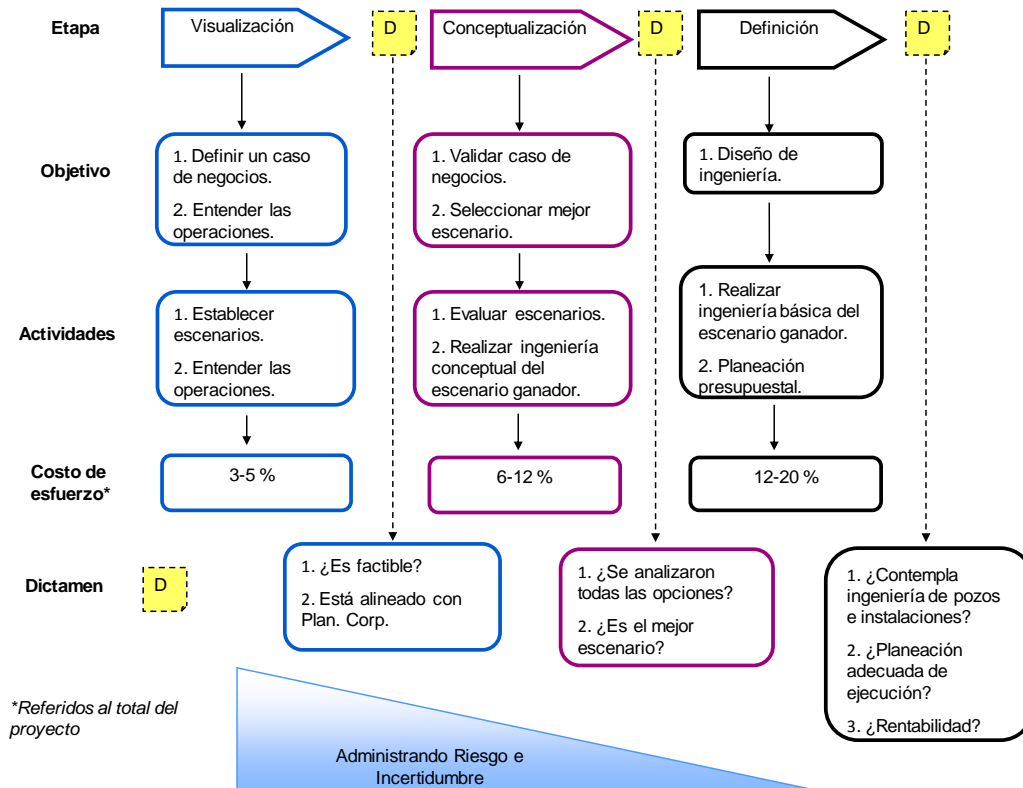 Etapa
Visualización
D
Conceptualización
D
Definición
D
Objetivo
1. Definir un caso
de negocios.
2. Entender las
operaciones.
1. Validar caso de
negocios.
2. Seleccionar mejor
escenario.
1. Diseño de
ingeniería.
Actividades
1. Establecer
escenarios.
2. Entender las
operaciones.
1. Evaluar escenarios.
2. Realizar ingeniería
conceptual del
escenario ganador.
1. Realizar
ingeniería básica del
escenario ganador.
2. Planeación
presupuestal.
Costo de
esfuerzo*
3-5 %
6-12 %
12-20 %
Dictamen
D
1. ¿Es factible?
2. Está alineado con
Plan. Corp.
1. ¿Se analizaron
todas las opciones?
2. ¿Es el mejor
escenario?
1. ¿Contempla
ingeniería de pozos
e instalaciones?
2. ¿Planeación
adecuada de
ejecución?
3. ¿Rentabilidad?
*Referidos al total del
proyecto
Administrando Riesgo e
Incertidumbre